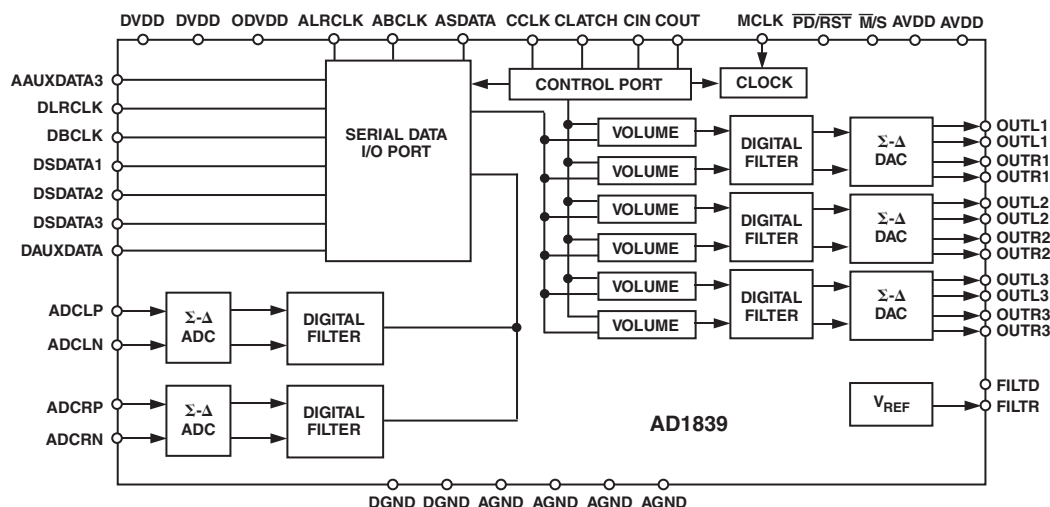 DVDD DVDD ODVDD ALRCLK ABCLK ASDATA CCLK CLATCH CIN COUT MCLK PD/RST M/S AVDD AVDD
AAUXDATA3
DLRCLK
DBCLK
DSDATA1
DSDATA2
DSDATA3
DAUXDATA
ADCLP
ADCLN
ADCRP
ADCRN
SERIAL DATA
I/O PORT
CONTROL PORT
CLOCK
VOLUME
VOLUME
VOLUME
VOLUME
VOLUME
VOLUME
DIGITAL
FILTER
DIGITAL
FILTER
DIGITAL
FILTER
Σ-Δ
DAC
Σ-Δ
DAC
Σ-Δ
DAC
OUTL1
OUTL1
OUTR1
OUTR1
OUTL2
OUTL2
OUTR2
OUTR2
OUTL3
OUTL3
OUTR3
OUTR3
Σ-Δ
ADC
DIGITAL
FILTER
Σ-Δ
ADC
DIGITAL
FILTER
AD1839
VREF
FILTD
FILTR
DGND DGND AGND AGND AGND AGND